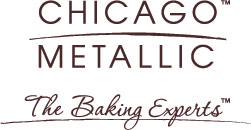 CHICAGO™
METALLIC
The Baking Experts™